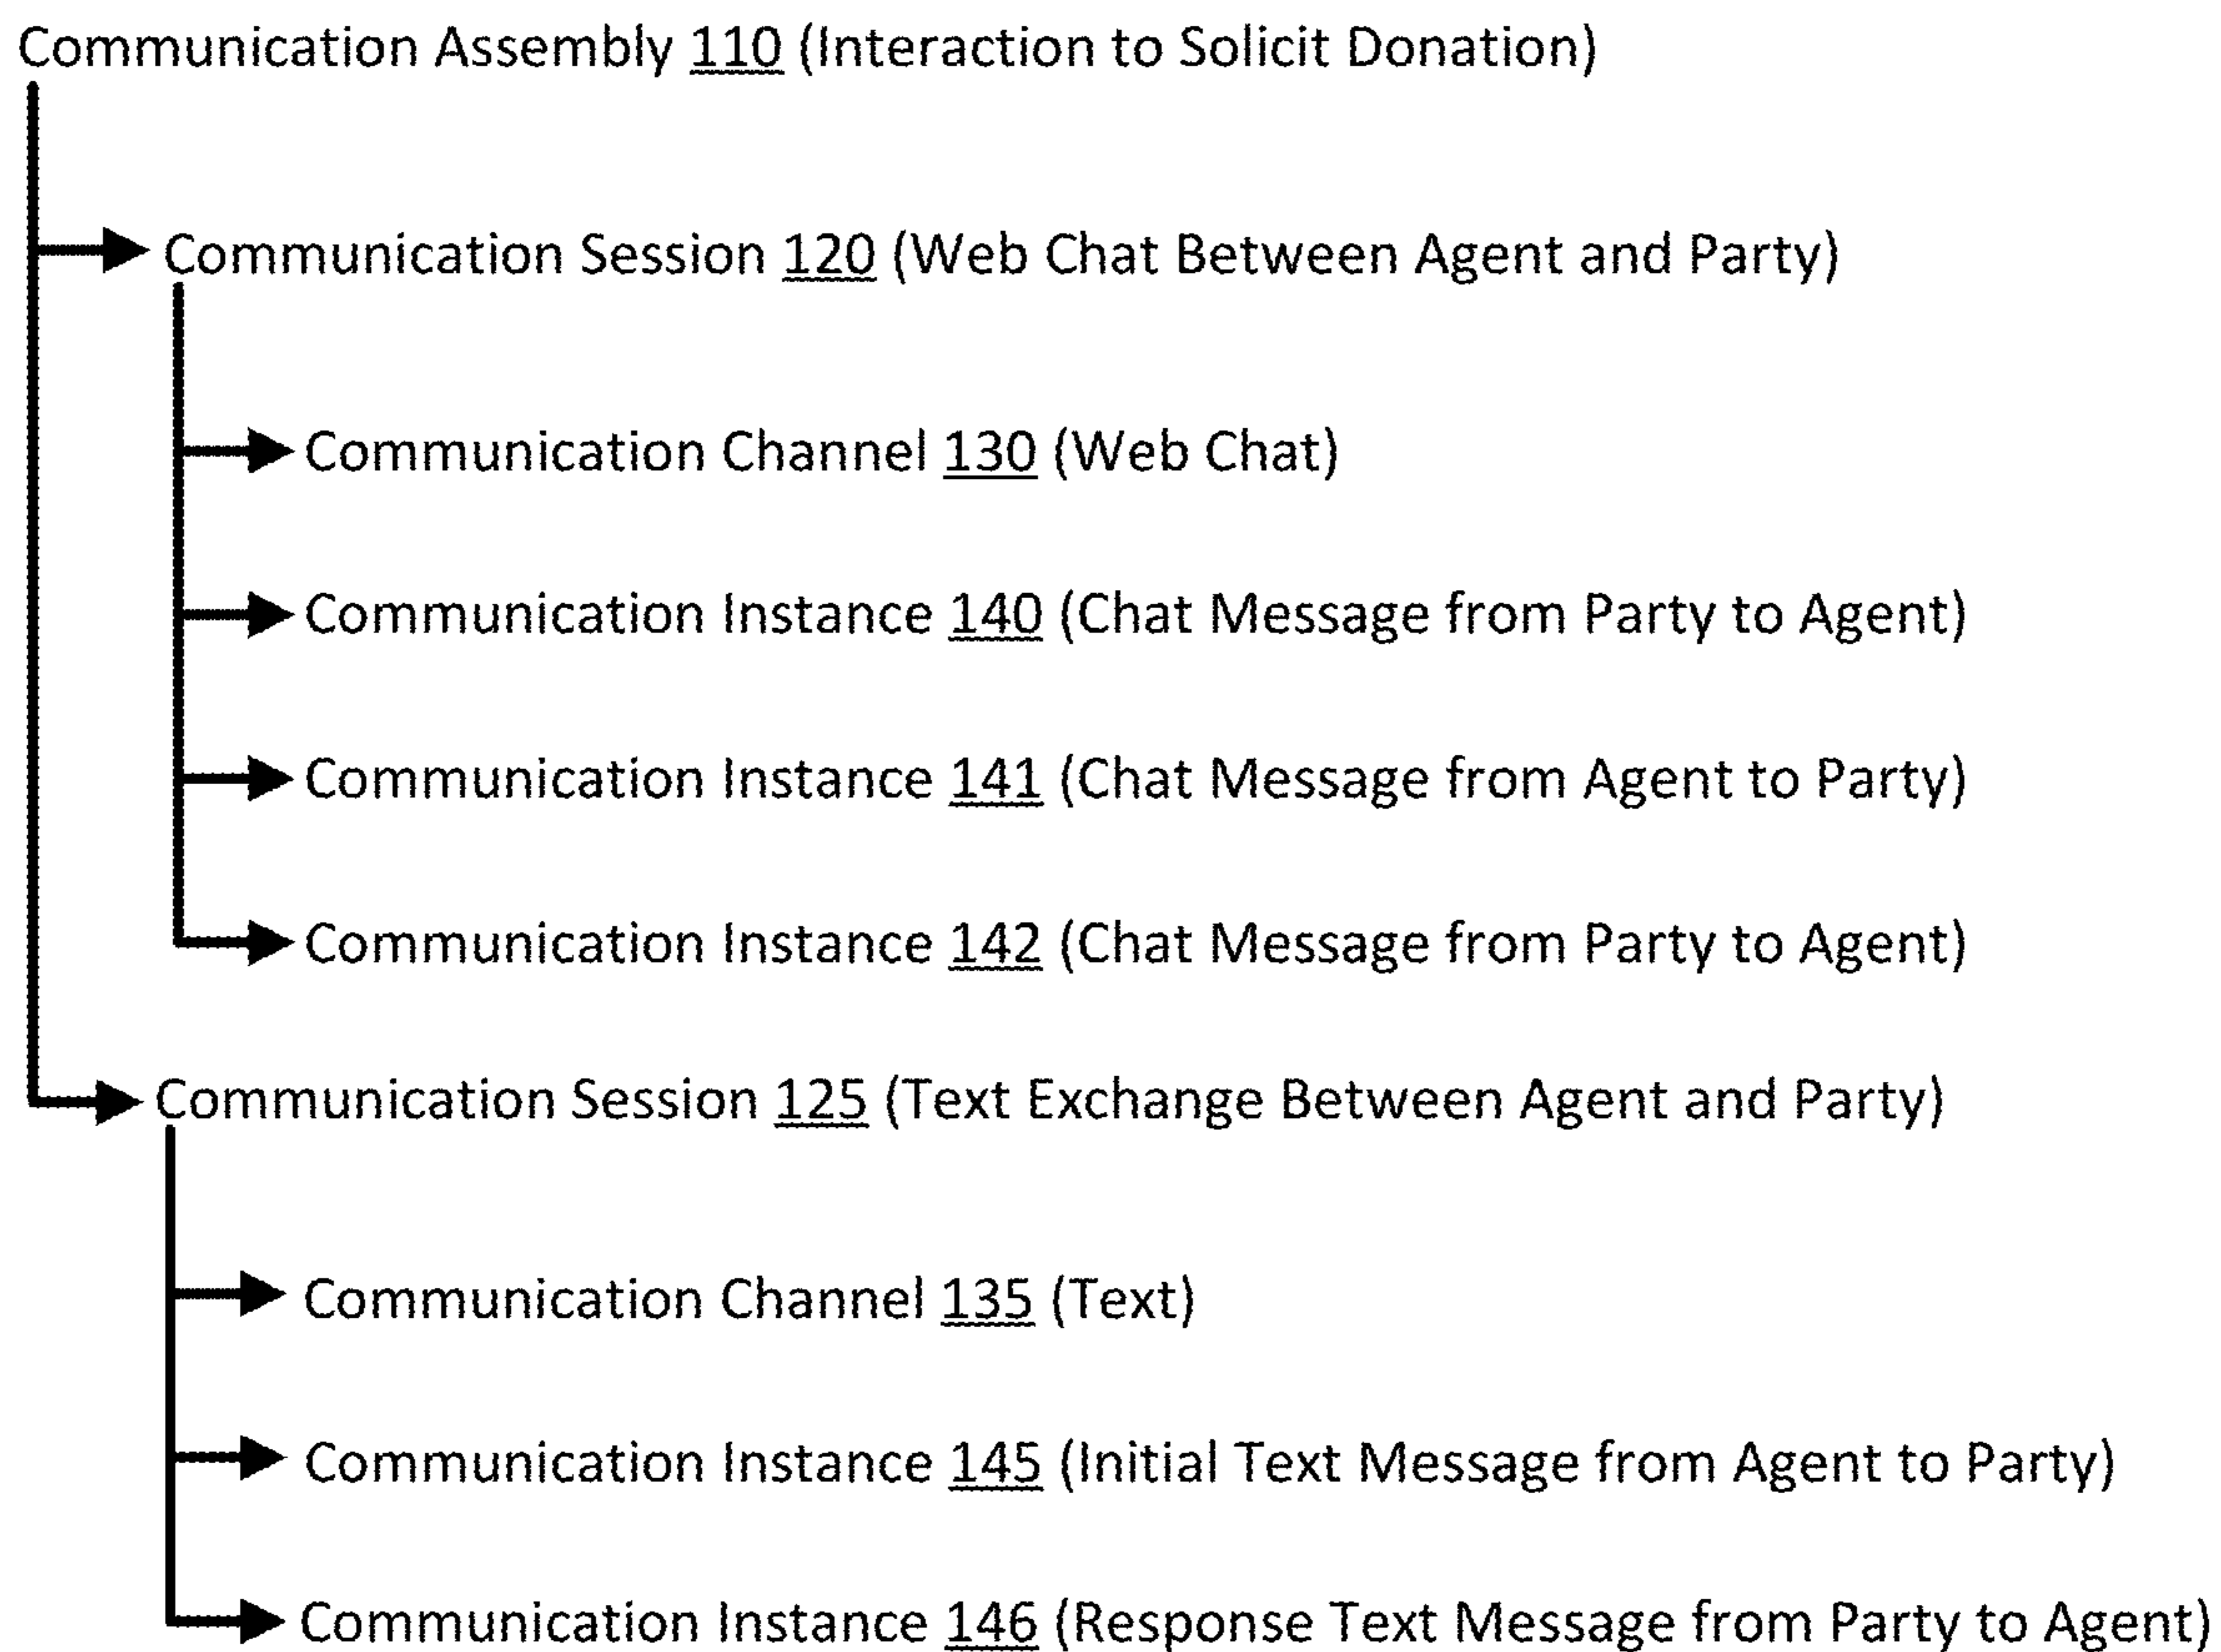 Communication Assembly 110 (Interaction to Solicit Donation)
Communication Session 120 (Web Chat Between Agent and Party)
Communication Channel 130 (Web Chat)
Communication Instance 140 (Chat Message from Party to Agent)
Communication Instance 141 (Chat Message from Agent to Party)
Communication Instance 142 (Chat Message from Party to Agent)
Communication Session 125 (Text Exchange Between Agent and Party)
Communication Channel 135 (Text)
Communication Instance 145 (Initial Text Message from Agent to Party)
Communication Instance 146 (Response Text Message from Party to Agent)